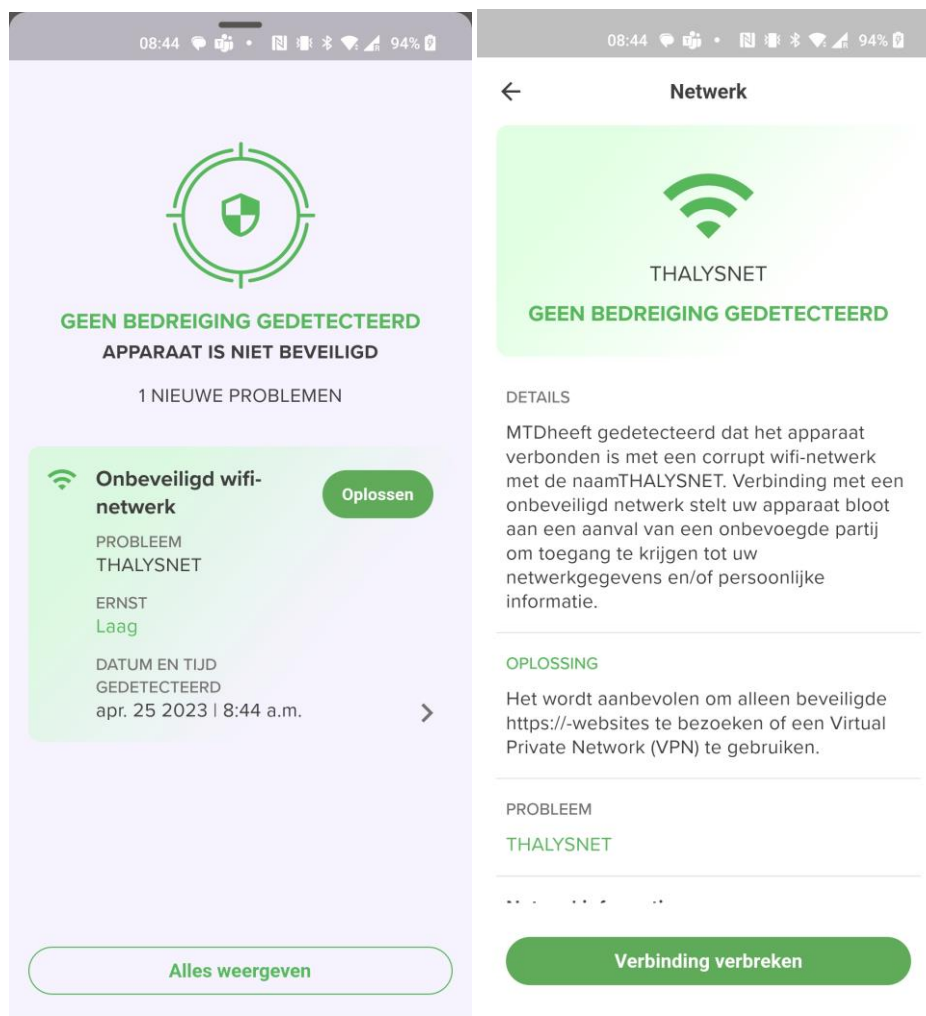 08:44 94%
GEEN BEDREIGING GEDETECTEERD
APPARAAT IS NIET BEVEILIGD
1 NIEUWE PROBLEMEN
Onbeveiligd wifi-
netwerk
Oplossen
PROBLEEM
THALYSNET
ERNST
Laag
DATUM EN TIJD
GEDETECTEERD
apr. 25 2023 | 8:44 a.m.
Alles weergeven
08:44 94%
Netwerk
THALYSNET
GEEN BEDREIGING GEDETECTEERD
DETAILS
MTDheeft gedetecteerd dat het apparaat
verbonden is met een corrupt wifi-netwerk
met de naamTHALYSNET. Verbinding met een
onbeveiligd netwerk stelt uw apparaat bloot
aan een aanval van een onbevoegde partij
om toegang te krijgen tot uw
netwerkgegevens en/of persoonlijke
informatie.
OPLOSSING
Het wordt aanbevolen om alleen beveiligde
https://-websites te bezoeken of een Virtual
Private Network (VPN) te gebruiken.
PROBLEEM
THALYSNET
Verbinding verbreken